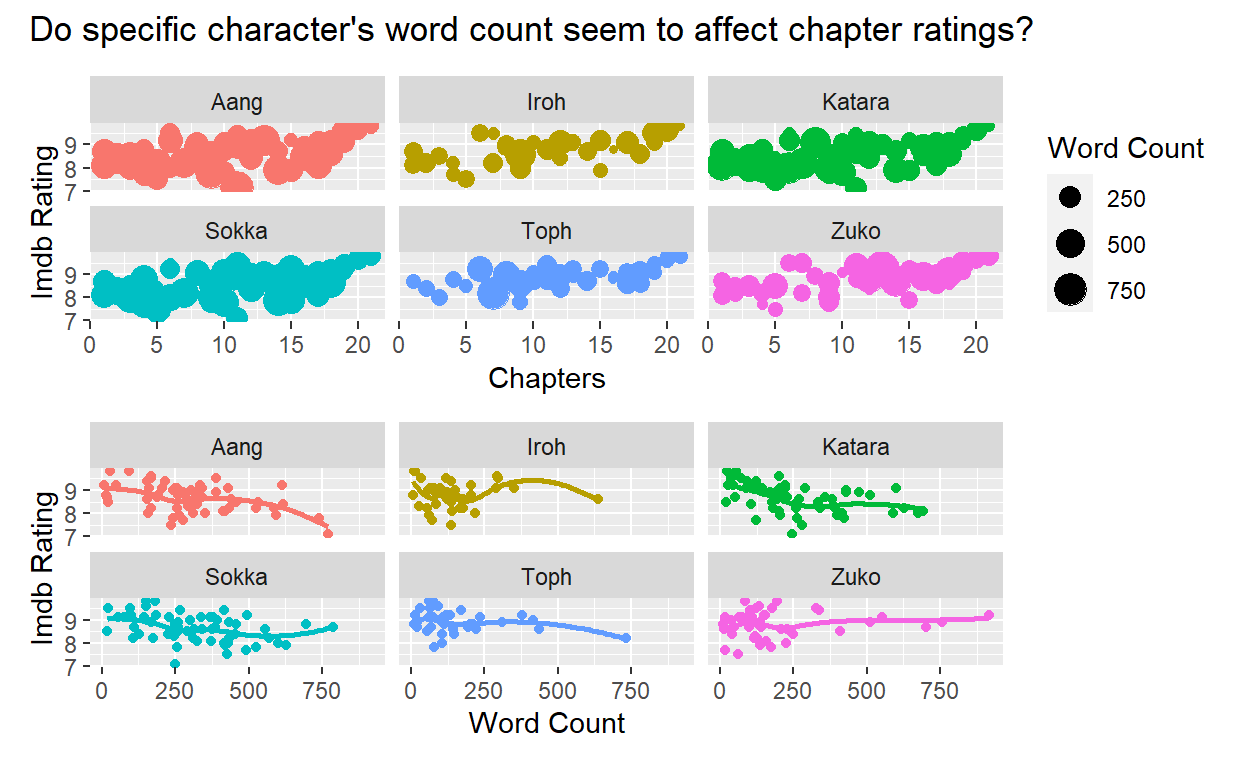 Do specific character's word count seem to affect chapter ratings?
Aang Iroh Katara
9
8
7
Sokka Toph Zuko
9
8
7
Imdb Rating
0 5 10 15 20 0 5 10 15 20 0 5 10 15 20
Chapters
Word Count
250
500
750
Aang Iroh Katara
9
8
7
Sokka Toph Zuko
9
8
7
Imdb Rating
0 250 500 750 0 250 500 750 0 250 500 750
Word Count